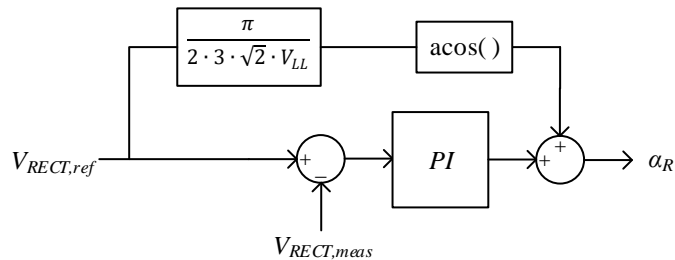 π
2 · 3 · √2 · V_LL
acos( )
+
V_RECT,ref
+
−
PI
+
α_R
V_RECT,meas